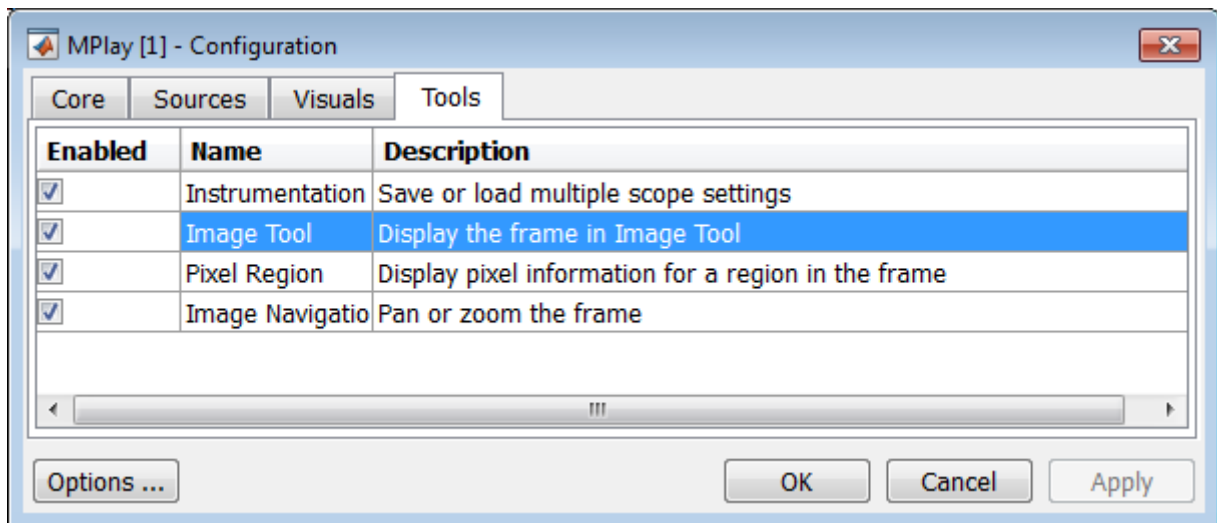 MPlay [1] - Configuration
Core Sources Visuals Tools
Enabled Name Description
Instrumentation Save or load multiple scope settings
Image Tool Display the frame in Image Tool
Pixel Region Display pixel information for a region in the frame
Image Navigatio Pan or zoom the frame
Options ... OK Cancel Apply